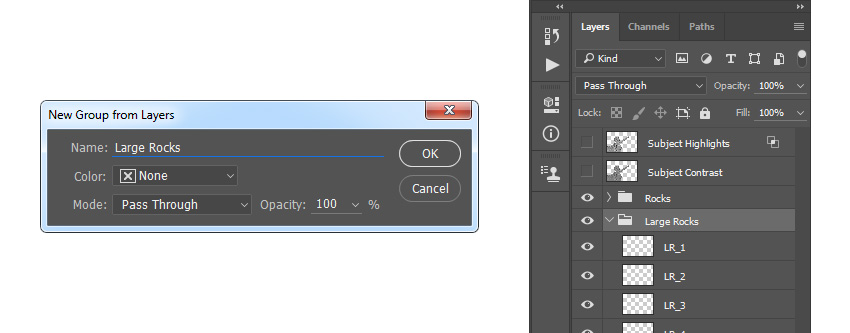 New Group from Layers
Name: Large Rocks
OK
Color: None
Cancel
Mode: Pass Through Opacity: 100 %
Layers Channels Paths
Kind
Pass Through Opacity: 100%
Lock: Fill: 100%
Subject Highlights
Subject Contrast
Rocks
Large Rocks
LR_1
LR_2
LR_3